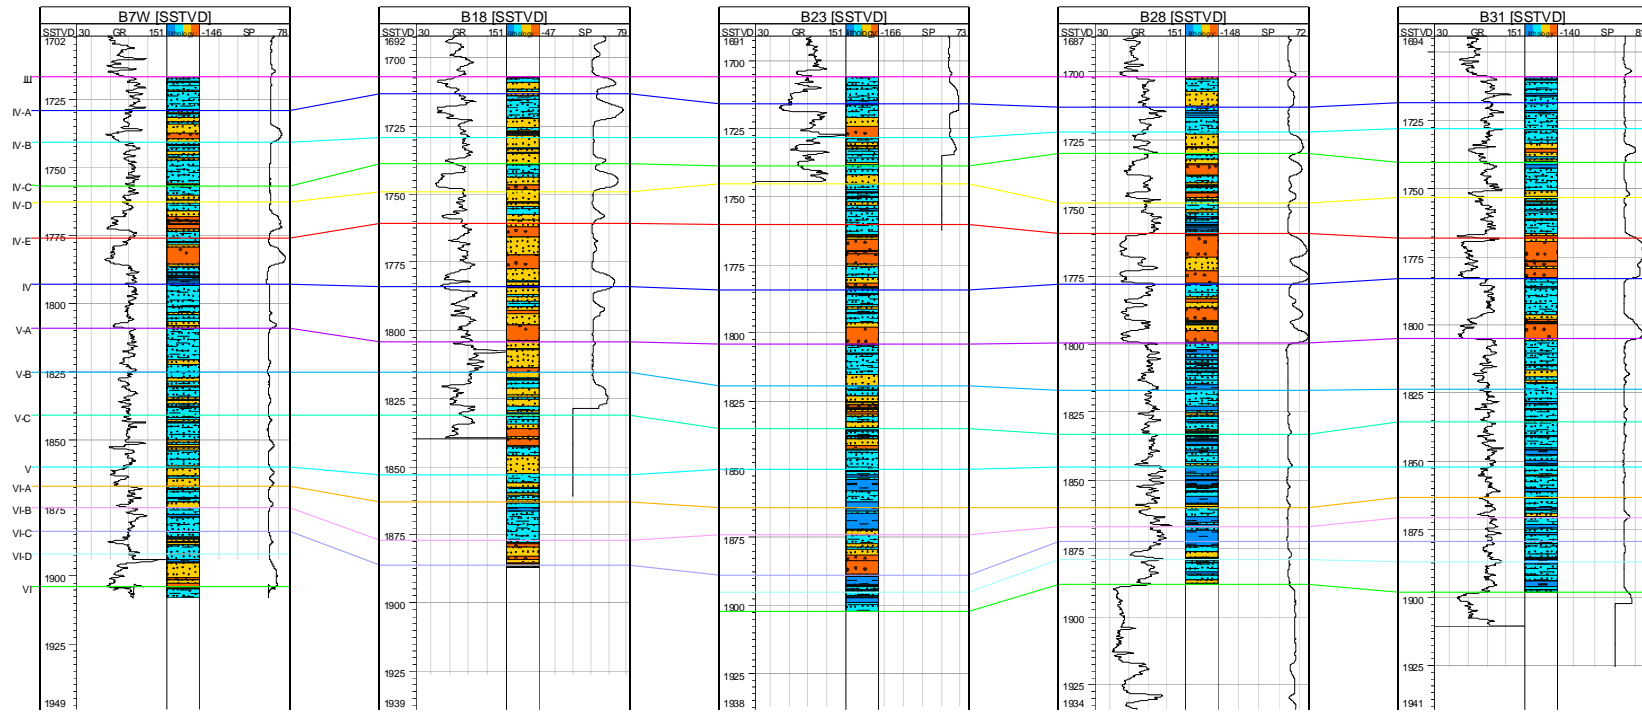 B7W [SSTVD]
B18 [SSTVD]
B23 [SSTVD]
B28 [SSTVD]
B31 [SSTVD]
SSTVD 30 GR 151 lithology -146 SP 78
SSTVD 30 GR 151 lithology -47 SP 79
SSTVD 30 GR 151 lithology -166 SP 73
SSTVD 30 GR 151 lithology -148 SP 72
SSTVD 30 GR 151 lithology -140 SP
III
IV-A
IV-B
IV-C
IV-D
IV-E
IV
V-A
V-B
V-C
V
VI-A
VI-B
VI-C
VI-D
VI
1702
1725
1750
1775
1800
1825
1850
1875
1900
1925
1949
1692
1700
1725
1750
1775
1800
1825
1850
1875
1900
1925
1939
1691
1700
1725
1750
1775
1800
1825
1850
1875
1900
1925
1938
1687
1700
1725
1750
1775
1800
1825
1850
1875
1900
1925
1934
1694
1700
1725
1750
1775
1800
1825
1850
1875
1900
1925
1941